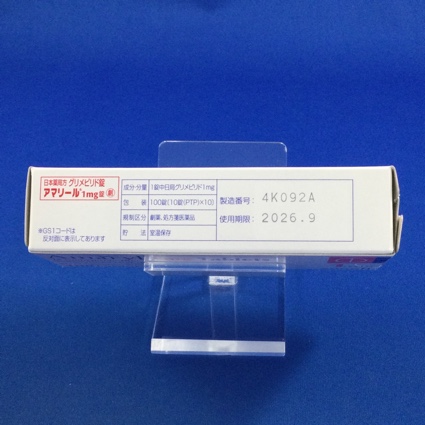 日本薬局方 グリメピリド錠
アマリール®1mg錠 劇
※GS1コードは
反対面に表示してあります
成分・分量 1錠中日局グリメピリド1mg
包装 100錠(10錠(PTP)×10)
規制区分 劇薬、処方箋医薬品
貯法 室温保存
製造番号: 4K092A
使用期限: 2026.9